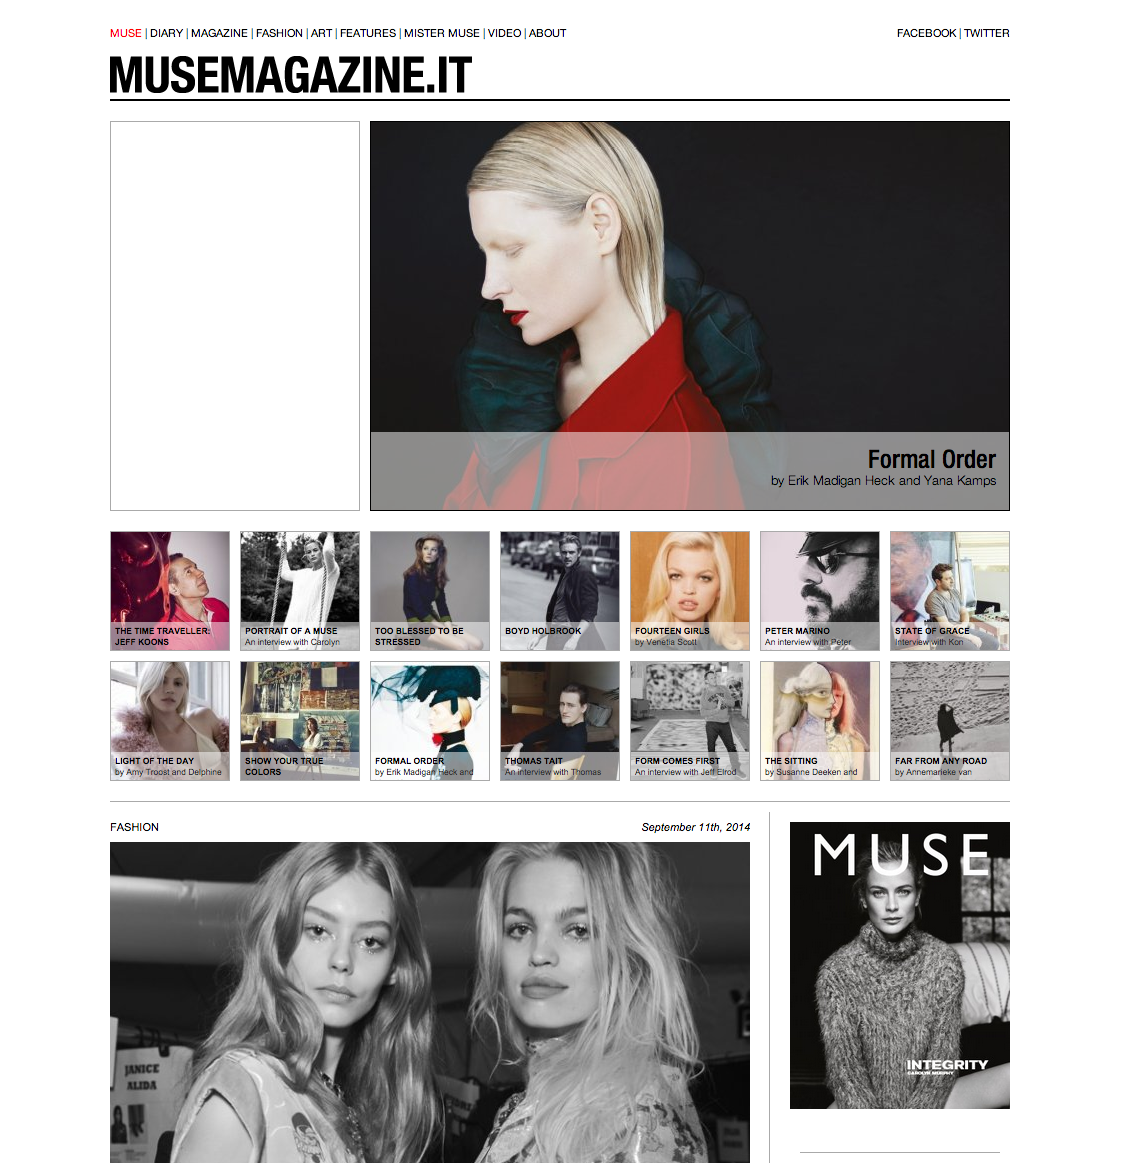 MUSE | DIARY | MAGAZINE | FASHION | ART | FEATURES | MISTER MUSE | VIDEO | ABOUT
FACEBOOK | TWITTER
MUSEMAGAZINE.IT
Formal Order
by Erik Madigan Heck and Yana Kamps
THE TIME TRAVELLER:
JEFF KOONS
PORTRAIT OF A MUSE
An interview with Carolyn
TOO BLESSED TO BE
STRESSED
BOYD HOLBROOK
FOURTEEN GIRLS
by Venetia Scott
PETER MARINO
An interview with Peter
STATE OF GRACE
Interview with Kon
LIGHT OF THE DAY
by Amy Troost and Delphine
SHOW YOUR TRUE
COLORS
FORMAL ORDER
by Erik Madigan Heck and
THOMAS TAIT
An interview with Thomas
FORM COMES FIRST
An interview with Jeff Elrod
THE SITTING
by Susanne Deeken and
FAR FROM ANY ROAD
by Annemarieke van
FASHION
September 11th, 2014
JANICE
ALIDA
MUSE
INTEGRITY
CAROLYN MURPHY